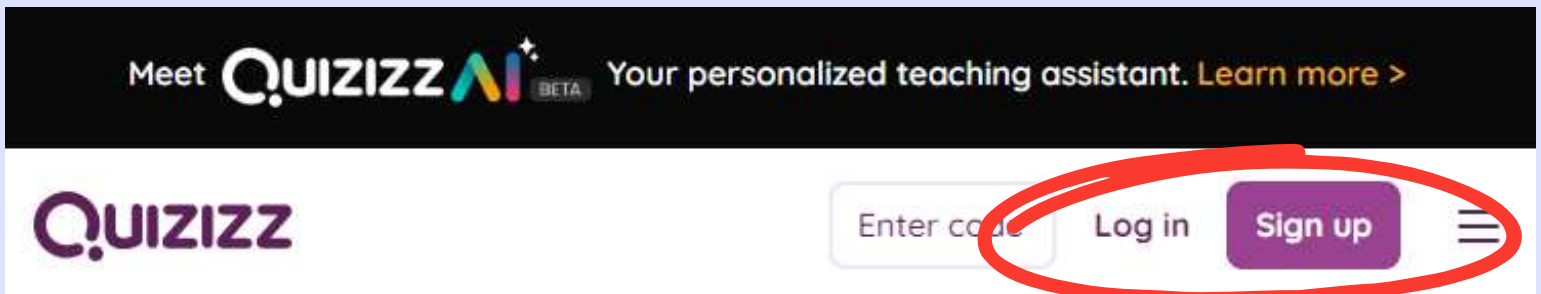 Meet QUIZIZZ AI BETA Your personalized teaching assistant. Learn more >
QUIZIZZ Enter code Log in Sign up